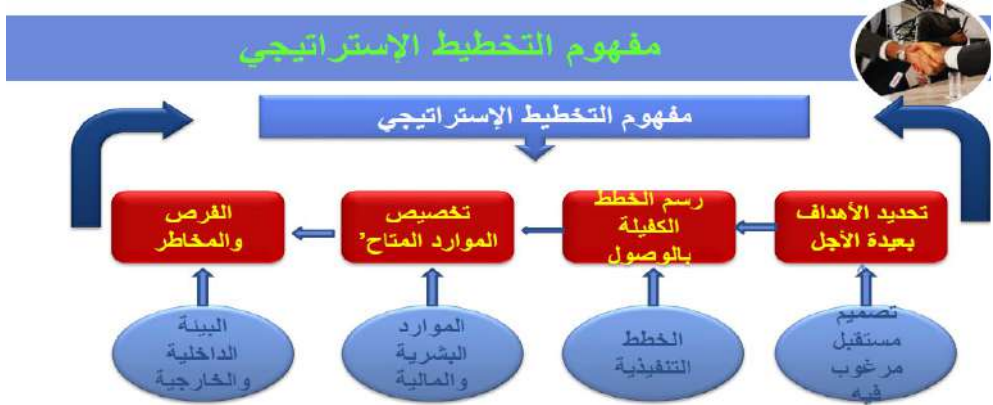 مفهوم التخطيط الإستراتيجي
مفهوم التخطيط الإستراتيجي
تحديد الأهداف
بعيدة الأجل
رسم الخطط
الكفيلة
بالوصول
تخصيص
الموارد المتاح'
الفرص
والمخاطر
تصميم
مستقبل
مرغوب
فيه
الخطط
التنفيذية
الموارد
البشرية
والمالية
البيئة
الداخلية
والخارجية